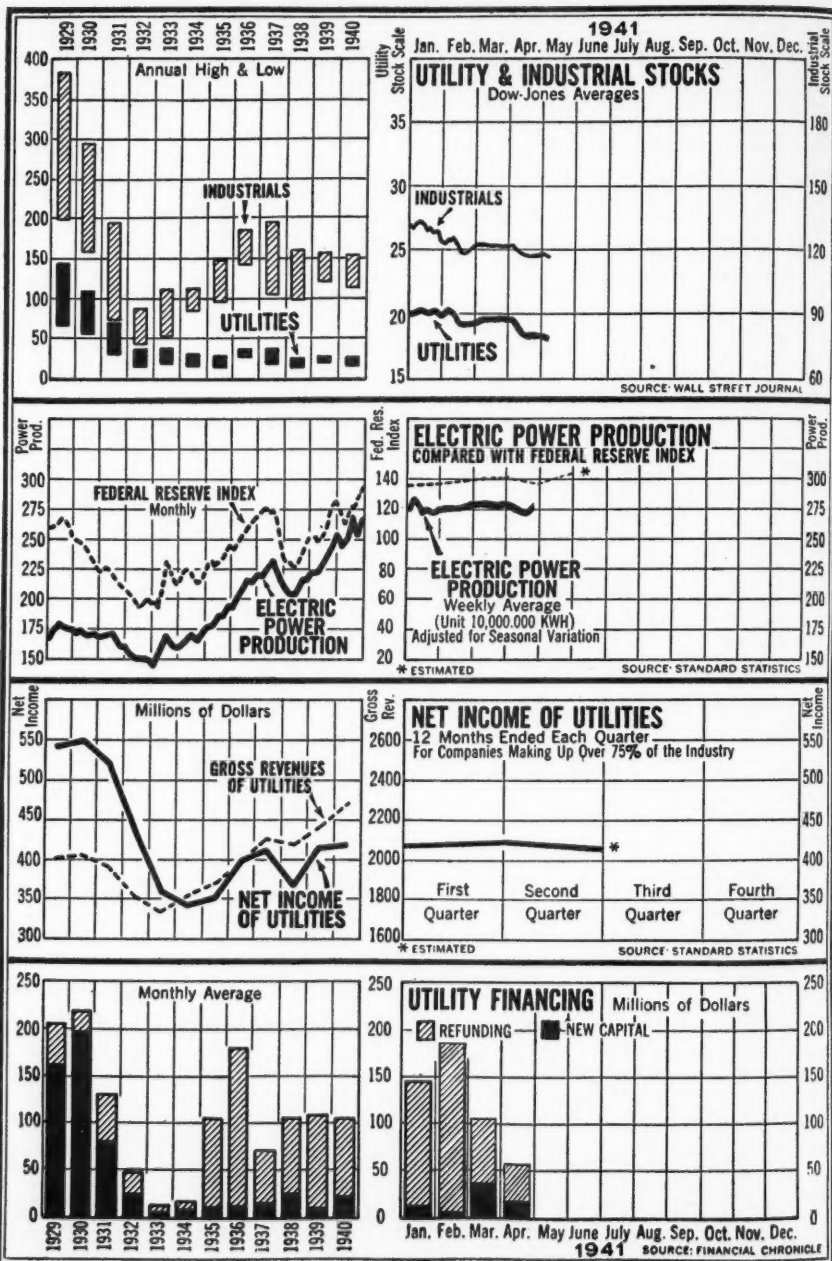 1929 1930 1931 1932 1933 1934 1935 1936 1937 1938 1939 1940
Annual High & Low
400
350
300
250
200
150
100
50
0
INDUSTRIALS
UTILITIES
1941
Jan. Feb. Mar. Apr. May June July Aug. Sep. Oct. Nov. Dec.
Utility Stock Scale
Industrial Stock Scale
UTILITY & INDUSTRIAL STOCKS
Dow-Jones Averages
35
30
25
20
15
180
150
120
90
60
INDUSTRIALS
UTILITIES
SOURCE: WALL STREET JOURNAL
Power Prod.
300
275
250
225
200
175
150
FEDERAL RESERVE INDEX
Monthly
ELECTRIC
POWER
PRODUCTION
Fed. Res. Index
140
120
100
80
60
40
20
Power Prod.
300
275
250
225
200
175
150
ELECTRIC POWER PRODUCTION
COMPARED WITH FEDERAL RESERVE INDEX
*
ELECTRIC POWER
PRODUCTION
Weekly Average
(Unit 10,000,000 KWH)
Adjusted for Seasonal Variation
* ESTIMATED
SOURCE: STANDARD STATISTICS
Net Income
550
500
450
400
350
300
Millions of Dollars
GROSS REVENUES
OF UTILITIES
NET INCOME
OF UTILITIES
Gross Rev.
2600
2400
2200
2000
1800
1600
Net Income
550
500
450
400
350
300
NET INCOME OF UTILITIES
12 Months Ended Each Quarter
For Companies Making Up Over 75% of the Industry
*
First Second Third Fourth
Quarter Quarter Quarter Quarter
* ESTIMATED
SOURCE: STANDARD STATISTICS
250
200
150
100
50
0
Monthly Average
1929 1930 1931 1932 1933 1934 1935 1936 1937 1938 1939 1940
250
200
150
100
50
0
UTILITY FINANCING Millions of Dollars
REFUNDING NEW CAPITAL
250
200
150
100
50
0
Jan. Feb. Mar. Apr. May June July Aug. Sep. Oct. Nov. Dec.
1941 SOURCE: FINANCIAL CHRONICLE